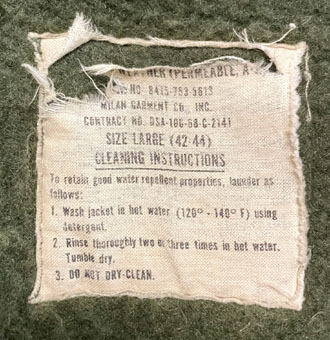 WEATHER (PERMEABLE, A
NO 8415-783-5613
MILAN GARMENT CO., INC.
CONTRACT NO. DSA-100-68-C-2141
SIZE LARGE (42-44)
CLEANING INSTRUCTIONS
To retain good water repellent properties, launder as
follows:
1. Wash jacket in hot water (120° - 140° F) using
detergent.
2. Rinse thoroughly two or three times in hot water.
Tumble dry.
3. DO NOT DRY-CLEAN.